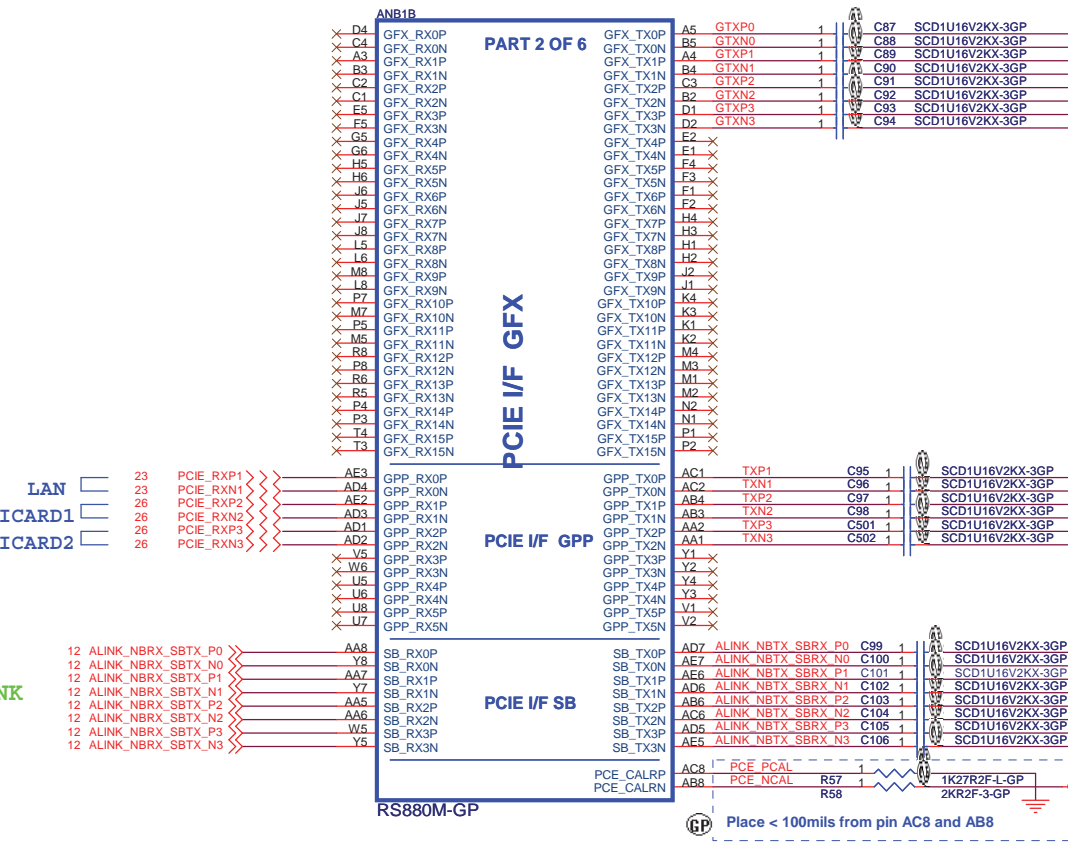 ANB1B
PART 2 OF 6
D4 GFX_RX0P GFX_TX0P A5 GTXP0 1 C87 SCD1U16V2KX-3GP
C4 GFX_RX0N GFX_TX0N B5 GTXN0 1 C88 SCD1U16V2KX-3GP
A3 GFX_RX1P GFX_TX1P A4 GTXP1 1 C89 SCD1U16V2KX-3GP
B3 GFX_RX1N GFX_TX1N B4 GTXN1 1 C90 SCD1U16V2KX-3GP
C2 GFX_RX2P GFX_TX2P C3 GTXP2 1 C91 SCD1U16V2KX-3GP
C1 GFX_RX2N GFX_TX2N B2 GTXN2 1 C92 SCD1U16V2KX-3GP
E5 GFX_RX3P GFX_TX3P D1 GTXP3 1 C93 SCD1U16V2KX-3GP
F5 GFX_RX3N GFX_TX3N D2 GTXN3 1 C94 SCD1U16V2KX-3GP
G5 GFX_RX4P GFX_TX4P E2
G6 GFX_RX4N GFX_TX4N E1
H5 GFX_RX5P GFX_TX5P F4
H6 GFX_RX5N GFX_TX5N F3
J6 GFX_RX6P GFX_TX6P F1
J5 GFX_RX6N GFX_TX6N F2
J7 GFX_RX7P GFX_TX7P H4
J8 GFX_RX7N GFX_TX7N H3
L5 GFX_RX8P GFX_TX8P H1
L6 GFX_RX8N GFX_TX8N H2
M8 GFX_RX9P GFX_TX9P J2
L8 GFX_RX9N GFX_TX9N J1
P7 GFX_RX10P GFX_TX10P K4
M7 GFX_RX10N GFX_TX10N K3
P5 GFX_RX11P GFX_TX11P K1
M5 GFX_RX11N GFX_TX11N K2
R8 GFX_RX12P GFX_TX12P M4
P8 GFX_RX12N GFX_TX12N M3
R6 GFX_RX13P GFX_TX13P M1
R5 GFX_RX13N GFX_TX13N M2
P4 GFX_RX14P GFX_TX14P N2
P3 GFX_RX14N GFX_TX14N N1
T4 GFX_RX15P GFX_TX15P P1
T3 GFX_RX15N GFX_TX15N P2
PCIE I/F GFX
LAN
ICARD1
ICARD2
23 PCIE_RXP1 AE3 GPP_RX0P GPP_TX0P AC1 TXP1 C95 1 SCD1U16V2KX-3GP
23 PCIE_RXN1 AD4 GPP_RX0N GPP_TX0N AC2 TXN1 C96 1 SCD1U16V2KX-3GP
26 PCIE_RXP2 AE2 GPP_RX1P GPP_TX1P AB4 TXP2 C97 1 SCD1U16V2KX-3GP
26 PCIE_RXN2 AD3 GPP_RX1N GPP_TX1N AB3 TXN2 C98 1 SCD1U16V2KX-3GP
26 PCIE_RXP3 AD1 GPP_RX2P GPP_TX2P AA2 TXP3 C501 1 SCD1U16V2KX-3GP
26 PCIE_RXN3 AD2 GPP_RX2N GPP_TX2N AA1 TXN3 C502 1 SCD1U16V2KX-3GP
PCIE I/F GPP
V5 GPP_RX3P GPP_TX3P Y1
W6 GPP_RX3N GPP_TX3N Y2
U5 GPP_RX4P GPP_TX4P Y4
U6 GPP_RX4N GPP_TX4N Y3
U8 GPP_RX5P GPP_TX5P V1
U7 GPP_RX5N GPP_TX5N V2
NK
12 ALINK_NBRX_SBTX_P0 AA8 SB_RX0P SB_TX0P AD7 ALINK_NBTX_SBRX_P0 C99 1 SCD1U16V2KX-3GP
12 ALINK_NBRX_SBTX_N0 Y8 SB_RX0N SB_TX0N AE7 ALINK_NBTX_SBRX_N0 C100 1 SCD1U16V2KX-3GP
12 ALINK_NBRX_SBTX_P1 AA7 SB_RX1P SB_TX1P AE6 ALINK_NBTX_SBRX_P1 C101 1 SCD1U16V2KX-3GP
12 ALINK_NBRX_SBTX_N1 Y7 SB_RX1N SB_TX1N AD6 ALINK_NBTX_SBRX_N1 C102 1 SCD1U16V2KX-3GP
12 ALINK_NBRX_SBTX_P2 AA5 SB_RX2P SB_TX2P AB6 ALINK_NBTX_SBRX_P2 C103 1 SCD1U16V2KX-3GP
12 ALINK_NBRX_SBTX_N2 AA6 SB_RX2N SB_TX2N AC6 ALINK_NBTX_SBRX_N2 C104 1 SCD1U16V2KX-3GP
12 ALINK_NBRX_SBTX_P3 W5 SB_RX3P SB_TX3P AD5 ALINK_NBTX_SBRX_P3 C105 1 SCD1U16V2KX-3GP
12 ALINK_NBRX_SBTX_N3 Y5 SB_RX3N SB_TX3N AE5 ALINK_NBTX_SBRX_N3 C106 1 SCD1U16V2KX-3GP
PCIE I/F SB
PCE_CALRP AC8 PCE_PCAL 1
PCE_CALRN AB8 PCE_NCAL R57 1 1K27R2F-L-GP
R58 2KR2F-3-GP
RS880M-GP
GP Place < 100mils from pin AC8 and AB8